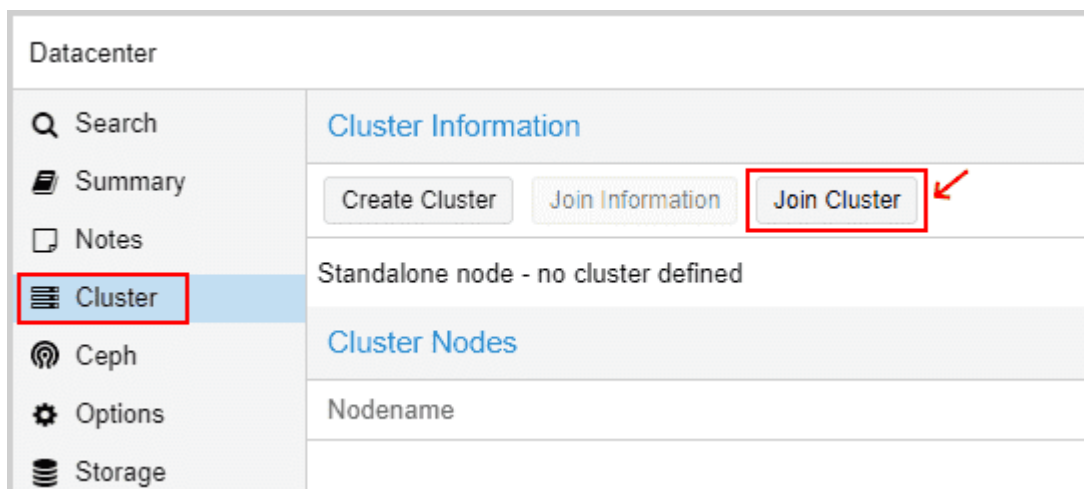 Datacenter
Search
Summary
Notes
Cluster
Ceph
Options
Storage
Cluster Information
Create Cluster Join Information Join Cluster
Standalone node - no cluster defined
Cluster Nodes
Nodename